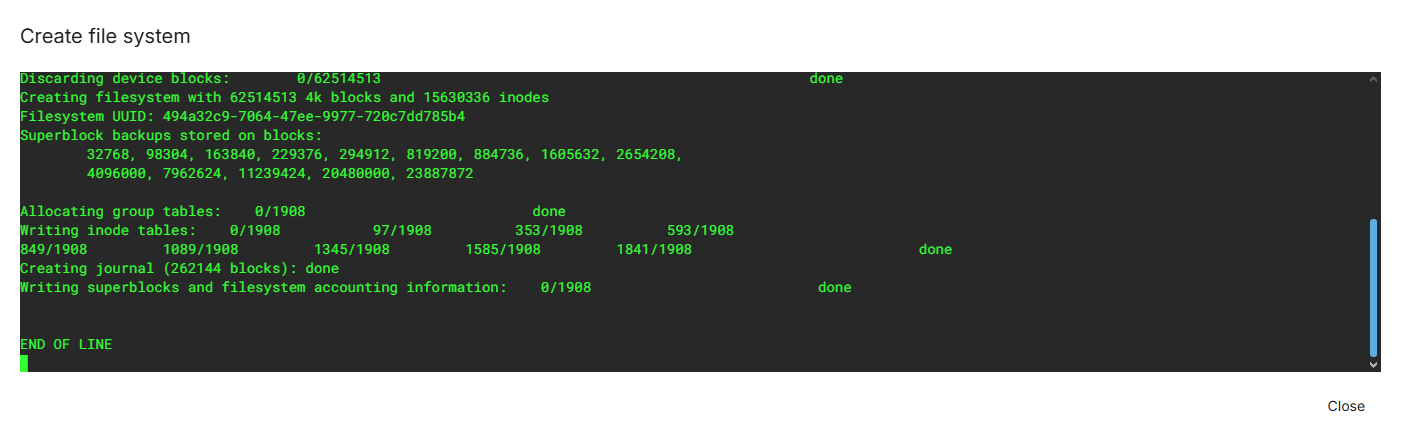 Create file system
Discarding device blocks:        0/62514513                                                   done
Creating filesystem with 62514513 4k blocks and 15630336 inodes
Filesystem UUID: 494a32c9-7064-47ee-9977-720c7dd785b4
Superblock backups stored on blocks:
        32768, 98304, 163840, 229376, 294912, 819200, 884736, 1605632, 2654208,
        4096000, 7962624, 11239424, 20480000, 23887872
Allocating group tables:    0/1908                           done
Writing inode tables:    0/1908           97/1908          353/1908          593/1908
849/1908         1089/1908         1345/1908         1585/1908         1841/1908                           done
Creating journal (262144 blocks): done
Writing superblocks and filesystem accounting information:    0/1908                           done
END OF LINE
Close